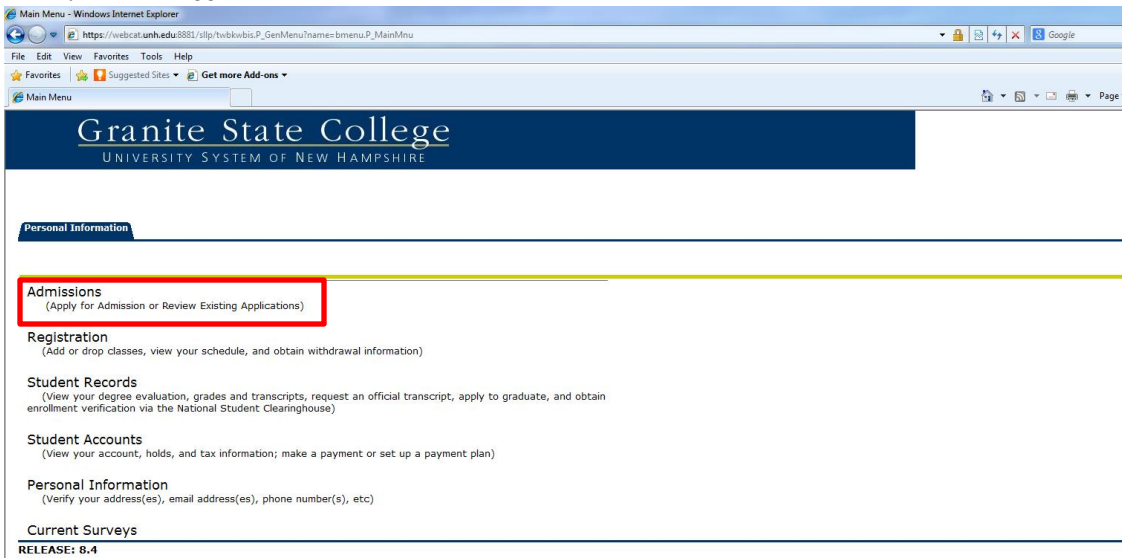 Main Menu - Windows Internet Explorer
https://webcat.unh.edu:8881/sllp/twbkwbis.P_GenMenu?name=bmenu.P_MainMnu
Google
File Edit View Favorites Tools Help
Favorites Suggested Sites Get more Add-ons
Main Menu
Page
Granite State College
University System of New Hampshire
Personal Information
Admissions
(Apply for Admission or Review Existing Applications)
Registration
(Add or drop classes, view your schedule, and obtain withdrawal information)
Student Records
(View your degree evaluation, grades and transcripts, request an official transcript, apply to graduate, and obtain
enrollment verification via the National Student Clearinghouse)
Student Accounts
(View your account, holds, and tax information; make a payment or set up a payment plan)
Personal Information
(Verify your address(es), email address(es), phone number(s), etc)
Current Surveys
RELEASE: 8.4